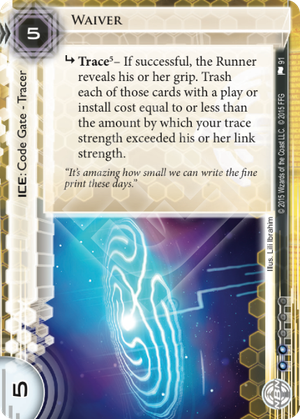 5
WAIVER
Trace⁵– If successful, the Runner
reveals his or her grip. Trash
each of those cards with a play or
install cost equal to or less than
the amount by which your trace
strength exceeded his or her link
strength.
“It’s amazing how small we can write the fine
print these days.”
ICE: Code Gate - Tracer
91
© 2015 Wizards of the Coast LLC. © 2015 FFG
Illus. Lili Ibrahim
5